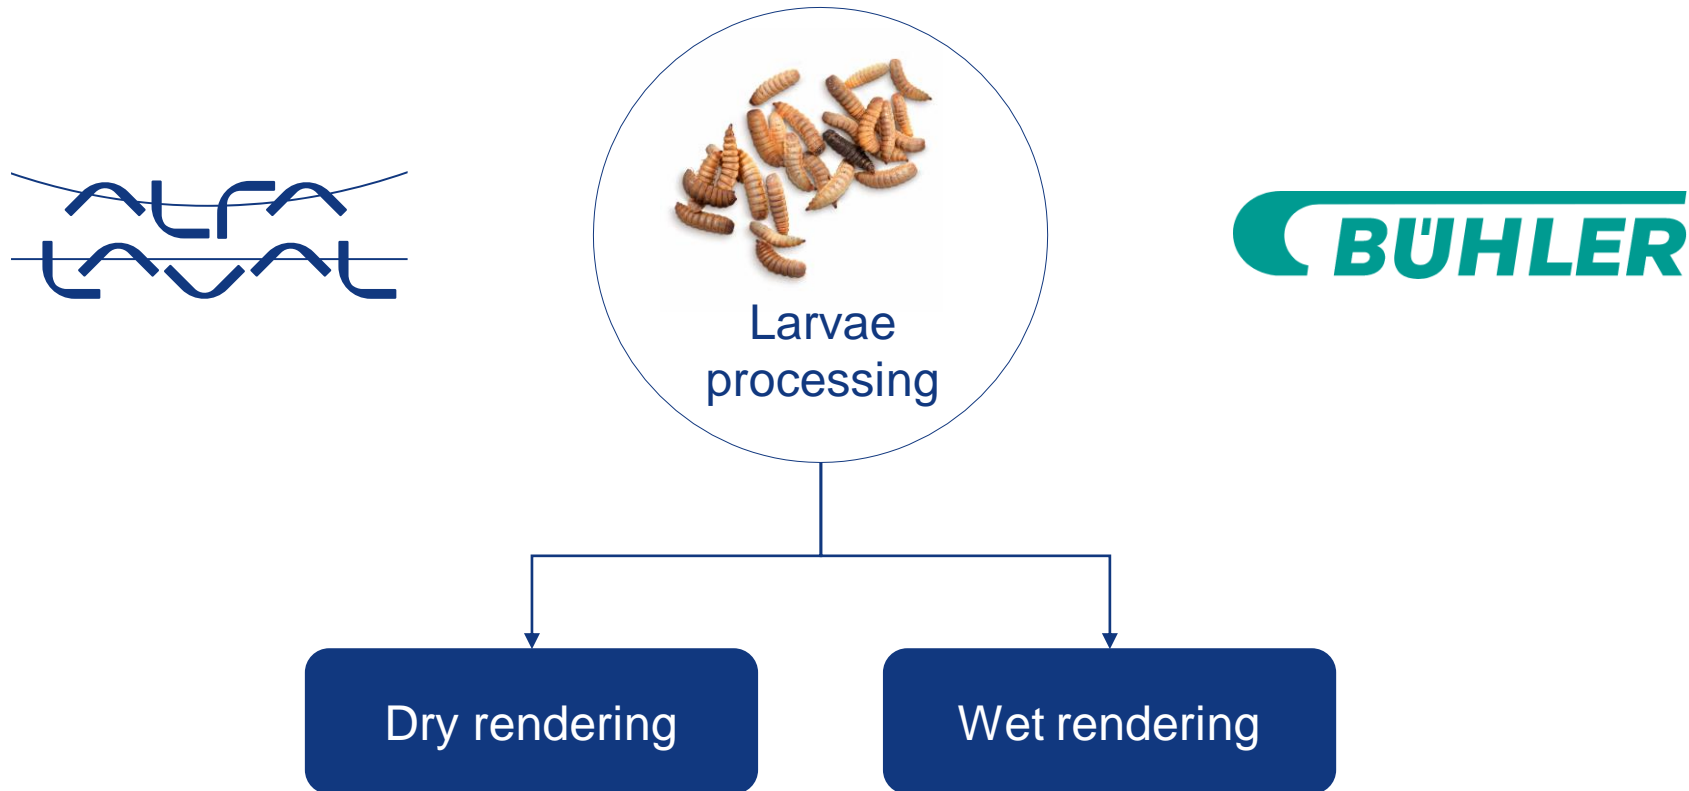 ALFA
LAVAL
BÜHLER
Larvae
processing
Dry rendering
Wet rendering